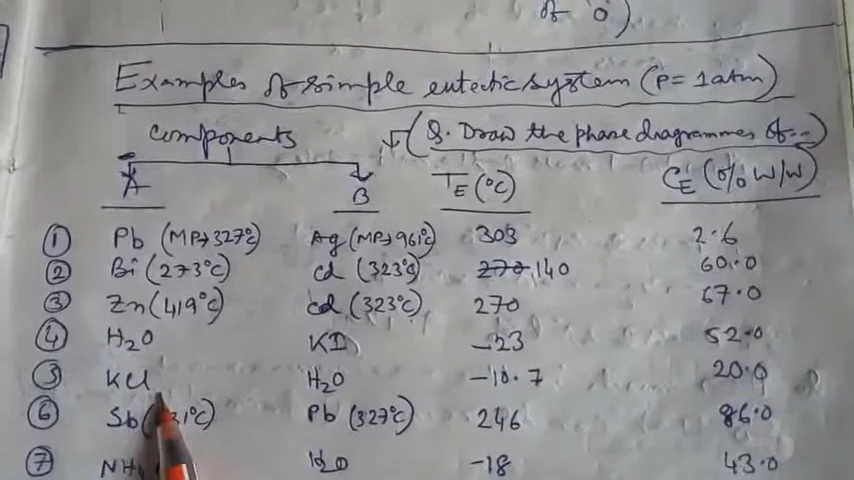 of 0)
Examples of simple eutectic system (P = 1 atm)
Components (Q. Draw the phase diagrammes of...)
A B TE (°C) CE (% W/W)
① Pb (MP→327°C) Ag (MP→961°C) 303 2.6
② Bi (273°C) Cd (323°C) 270 140 60.0
③ Zn (419°C) Cd (323°C) 270 67.0
④ H2O KI -23 52.0
⑤ KCl H2O -10.7 20.0
⑥ Sb 31°C) Pb (327°C) 246 86.0
⑦ NH4 H2O -18 43.0